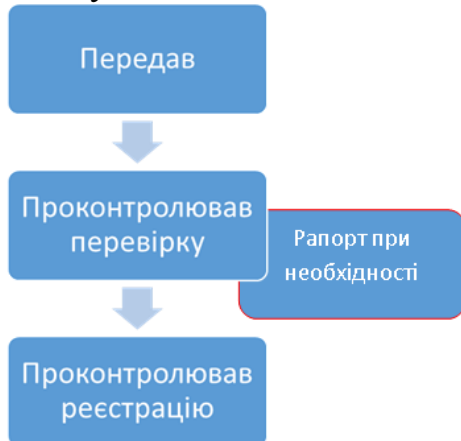 Передав
Проконтролював
перевірку
Рапорт при
необхідності
Проконтролював
реєстрацію